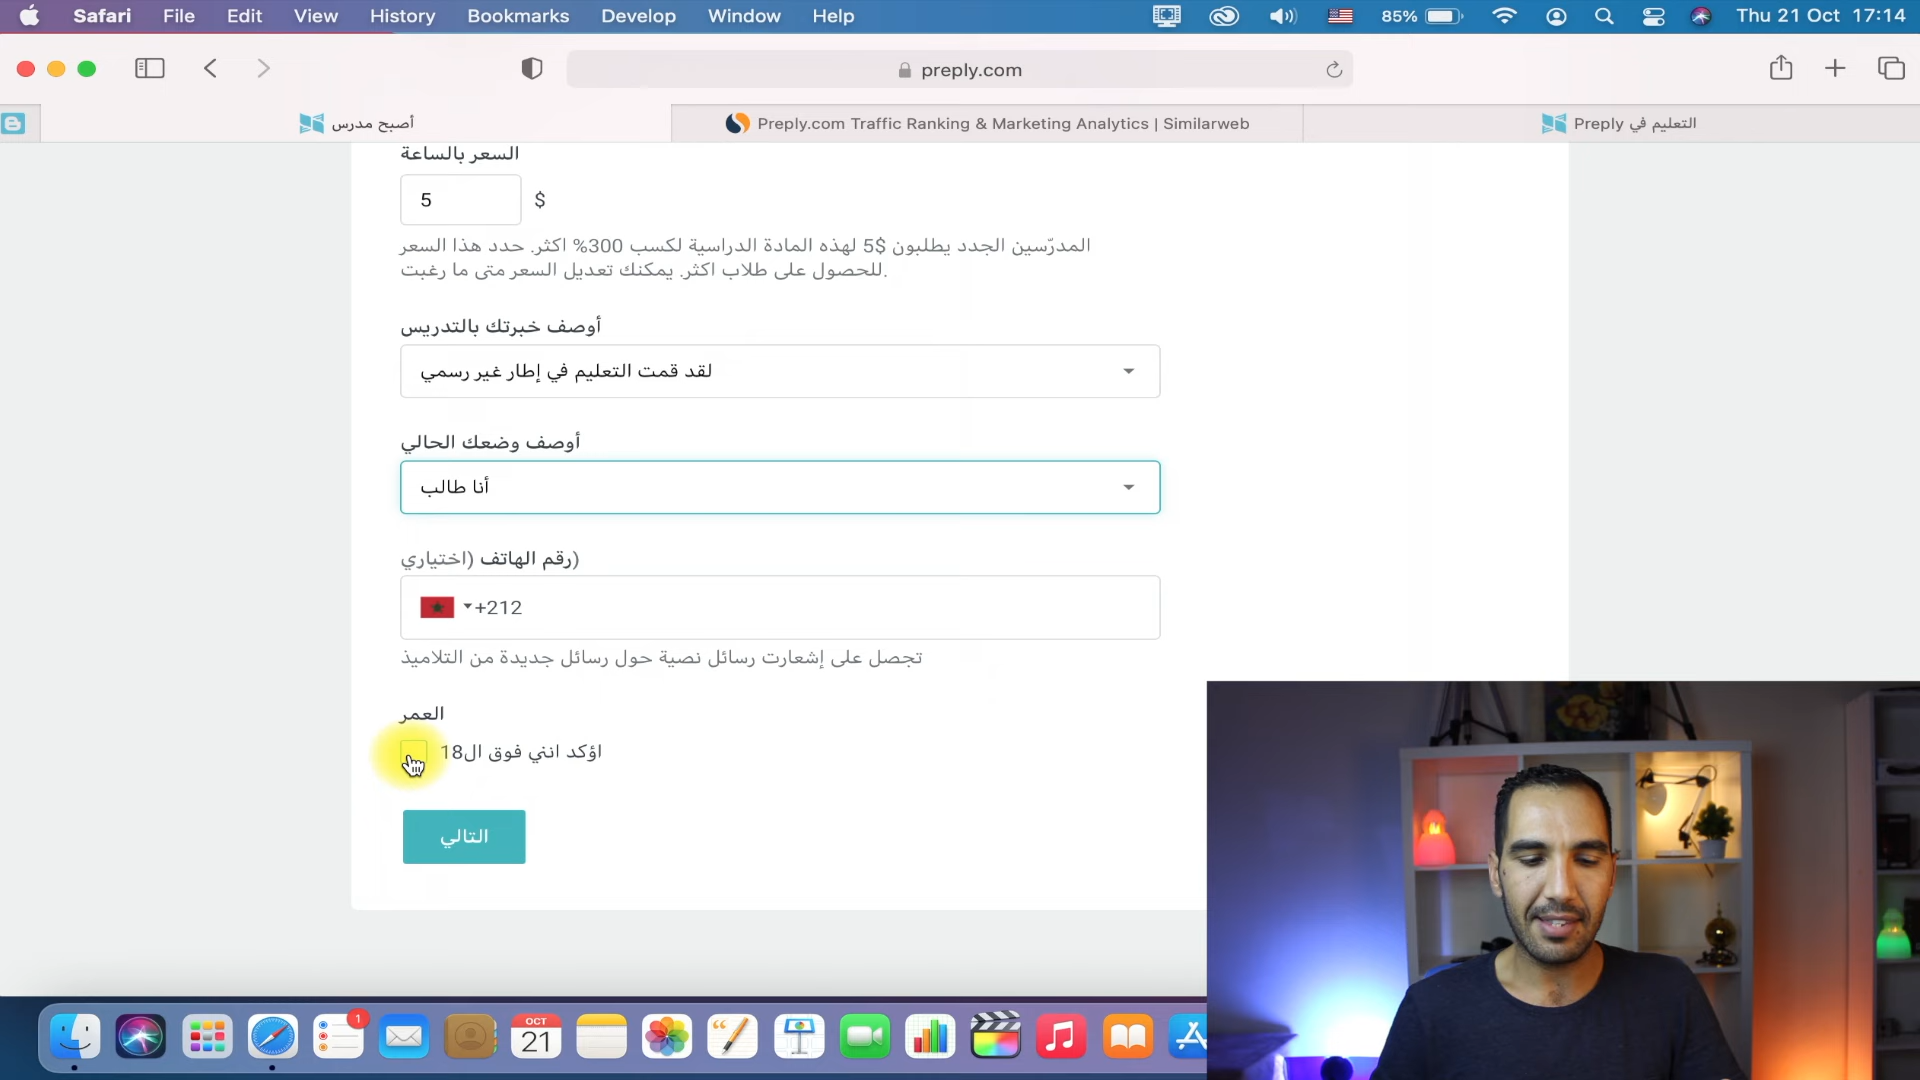 Safari File Edit View History Bookmarks Develop Window Help 85% Thu 21 Oct 17:14
preply.com
أصبح مدرس
Preply.com Traffic Ranking & Marketing Analytics | Similarweb
التعليم في Preply
السعر بالساعة
5 $
المدرّسين الجدد يطلبون 5$ لهذه المادة الدراسية لكسب 300% اكثر. حدد هذا السعر
للحصول على طلاب اكثر. يمكنك تعديل السعر متى ما رغبت.
أوصف خبرتك بالتدريس
لقد قمت التعليم في إطار غير رسمي
أوصف وضعك الحالي
أنا طالب
رقم الهاتف (اختياري)
+212
تجصل على إشعارت رسائل نصية حول رسائل جديدة من التلاميذ
العمر
اؤكد انني فوق ال18
التالي
1
OCT
21